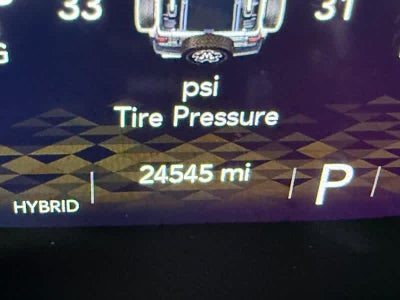 33 31
psi
Tire Pressure
24545 mi
P
HYBRID